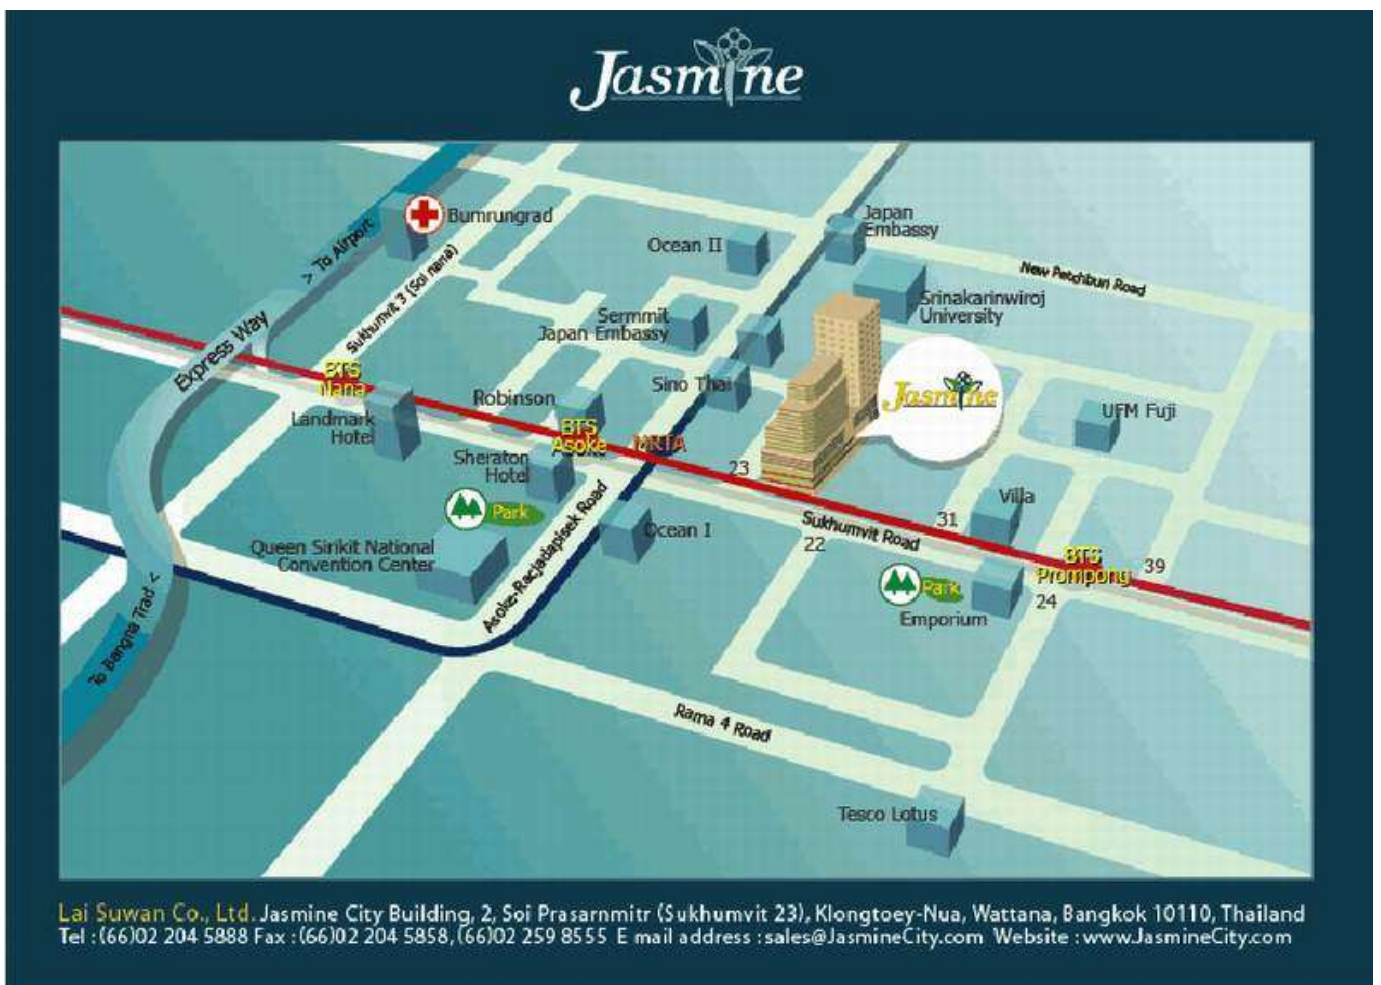 Jasmine
Bumrungrad
> To Airport
Sukhumvit 3 (Soi nana)
Express Way
Ocean II
Japan
Embassy
New Petchburi Road
Srinakarinwiroj
University
Sermmit
Japan Embassy
Sino Thai
Jasmine
UFM Fuji
BTS
Nana
Landmark
Hotel
Robinson
BTS
Asoke
MRTA
Sheraton
Hotel
23
Park
Queen Sirikit National
Convention Center
Asoke-Racjadapisek Road
Ocean I
Sukhumvit Road
22
31
Villa
BTS
Prompong
39
24
Park
Emporium
To Bangna Trad <
Rama 4 Road
Tesco Lotus
Lai Suwan Co., Ltd. Jasmine City Building, 2, Soi Prasarnmitr (Sukhumvit 23), Klongtoey-Nua, Wattana, Bangkok 10110, Thailand
Tel :(66)02 204 5888 Fax :(66)02 204 5858,(66)02 259 8555 E mail address :sales@JasmineCity.com Website :www.JasmineCity.com